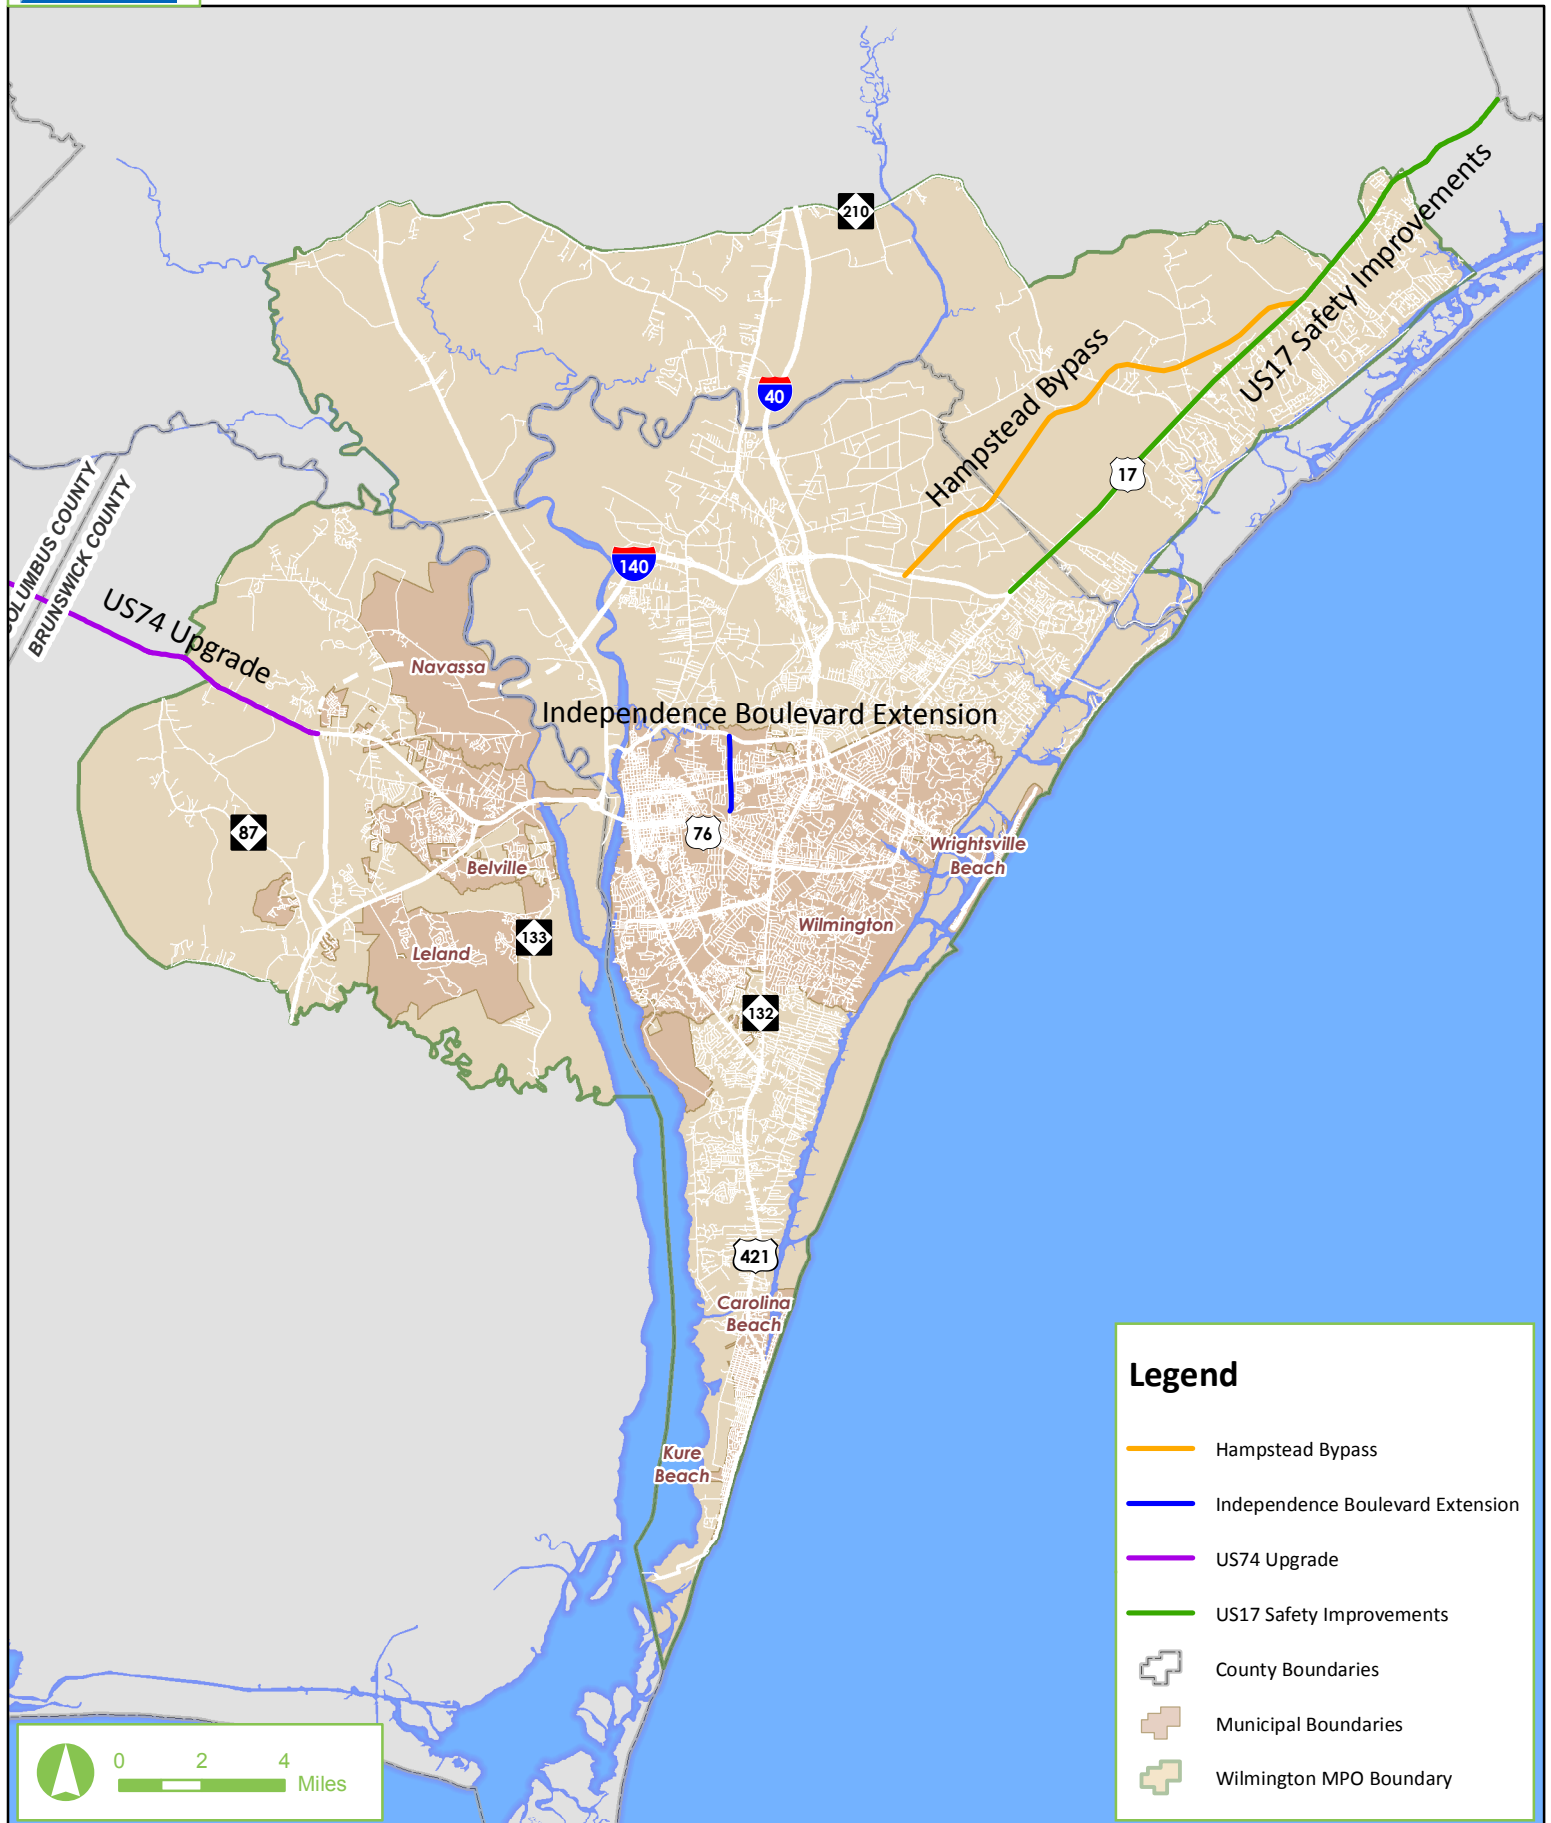 210
US17 Safety Improvements
Hampstead Bypass
40
17
COLUMBUS COUNTY
BRUNSWICK COUNTY
140
US74 Upgrade
Navassa
Independence Boulevard Extension
87
76
Wrightsville
Beach
Belville
Wilmington
133
Leland
132
421
Carolina
Beach
Kure
Beach
Legend
Hampstead Bypass
Independence Boulevard Extension
US74 Upgrade
US17 Safety Improvements
County Boundaries
Municipal Boundaries
Wilmington MPO Boundary
0 2 4
Miles